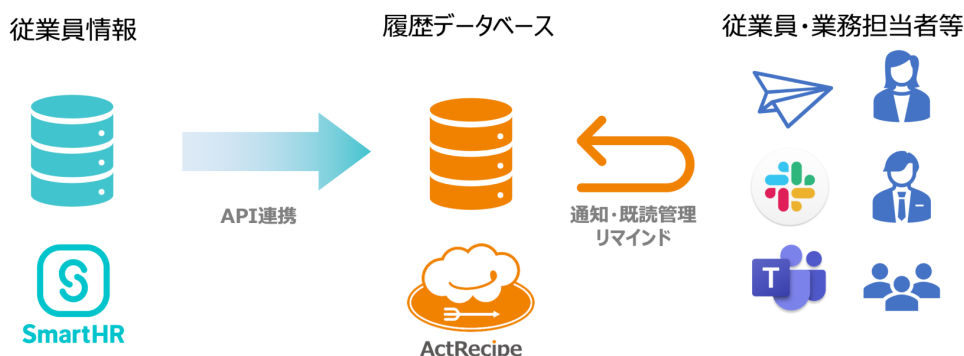 従業員情報
履歴データベース
従業員・業務担当者等
API連携
通知・既読管理
リマインド
T
SmartHR
ActRecipe